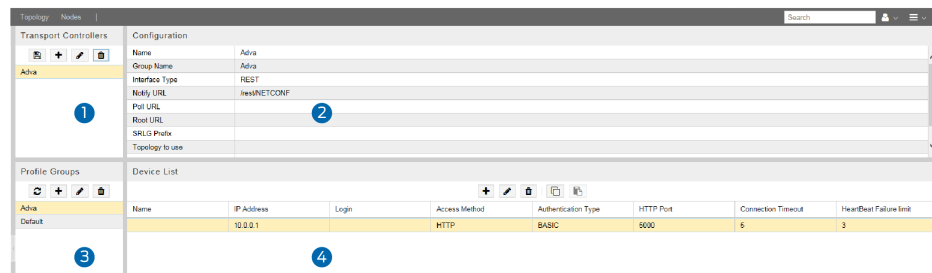 Topology Nodes | Search
Transport Controllers
Adva
1
Configuration
Name Adva
Group Name Adva
Interface Type REST
Notify URL /rest/NETCONF
Poll URL
Root URL
SRLG Prefix
Topology to use
2
Profile Groups
Adva
Default
3
Device List
Name IP Address Login Access Method Authentication Type HTTP Port Connection Timeout HeartBeat Failure limit
10.0.0.1 HTTP BASIC 5000 5 3
4